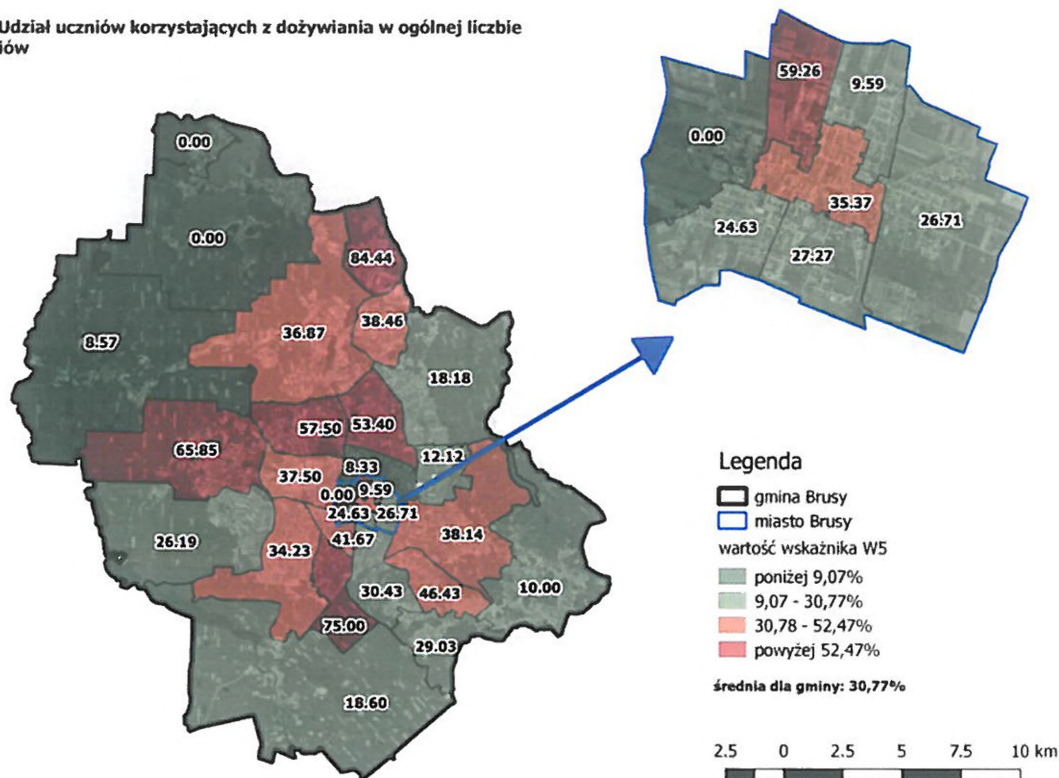 Udział uczniów korzystających z dożywiania w ogólnej liczbie
iów
59.26
9.59
0.00
35.37
26.71
24.63
27.27
0.00
0.00
84.44
36.87
38.46
8.57
18.18
57.50
53.40
65.85
12.12
8.33
37.50
9.59
0.00
24.63
26.71
41.67
38.14
26.19
34.23
30.43
46.43
10.00
75.00
29.03
18.60
Legenda
gmina Brusy
miasto Brusy
wartość wskaźnika W5
poniżej 9,07%
9,07 - 30,77%
30,78 - 52,47%
powyżej 52,47%
średnia dla gminy: 30,77%
2.5 0 2.5 5 7.5 10 km